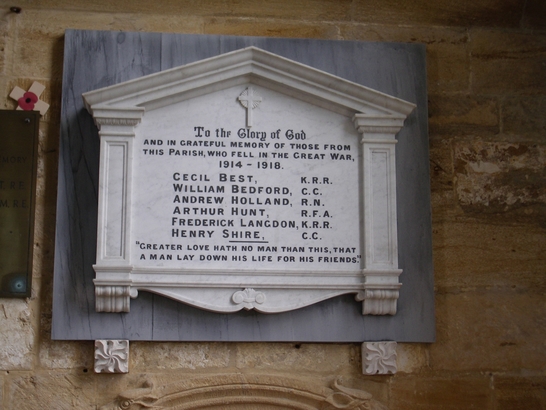 To the Glory of God
AND IN GRATEFUL MEMORY OF THOSE FROM
THIS PARISH, WHO FELL IN THE GREAT WAR,
1914 - 1918.
CECIL BEST, K.R.R.
WILLIAM BEDFORD, C.C.
ANDREW HOLLAND, R.N.
ARTHUR HUNT, R.F.A.
FREDERICK LANGDON, K.R.R.
HENRY SHIRE, C.C.
"GREATER LOVE HATH NO MAN THAN THIS, THAT
A MAN LAY DOWN HIS LIFE FOR HIS FRIENDS."